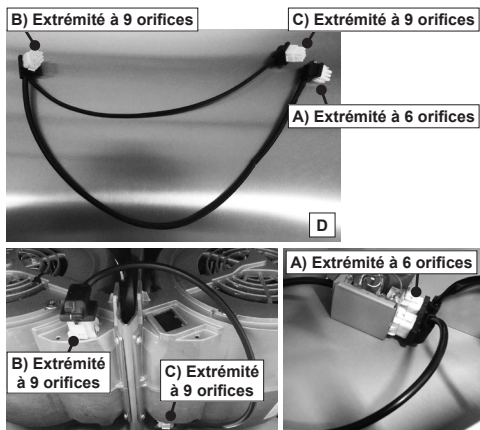 B) Extrémité à 9 orifices
C) Extrémité à 9 orifices
A) Extrémité à 6 orifices
D
A) Extrémité à 6 orifices
B) Extrémité
à 9 orifices
C) Extrémité
à 9 orifices